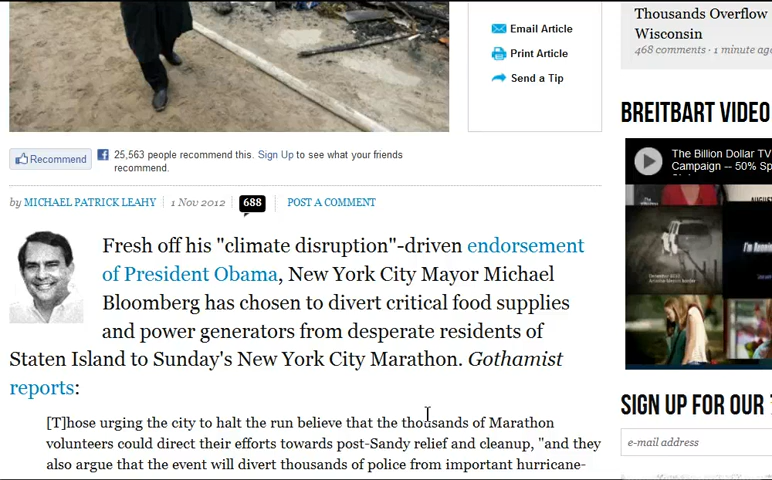 Email Article
Print Article
Send a Tip
Thousands Overflow
Wisconsin
468 comments · 1 minute
BREITBART VIDEO
The Billion Dollar TV
Campaign -- 50% Sp
Recommend
25,563 people recommend this. Sign Up to see what your friends
recommend.
by MICHAEL PATRICK LEAHY 1 Nov 2012 688 POST A COMMENT
Fresh off his "climate disruption"-driven endorsement
of President Obama, New York City Mayor Michael
Bloomberg has chosen to divert critical food supplies
and power generators from desperate residents of
Staten Island to Sunday's New York City Marathon. Gothamist
reports:
[T]hose urging the city to halt the run believe that the thousands of Marathon
volunteers could direct their efforts towards post-Sandy relief and cleanup, "and they
also argue that the event will divert thousands of police from important hurricane-
SIGN UP FOR OUR
e-mail address